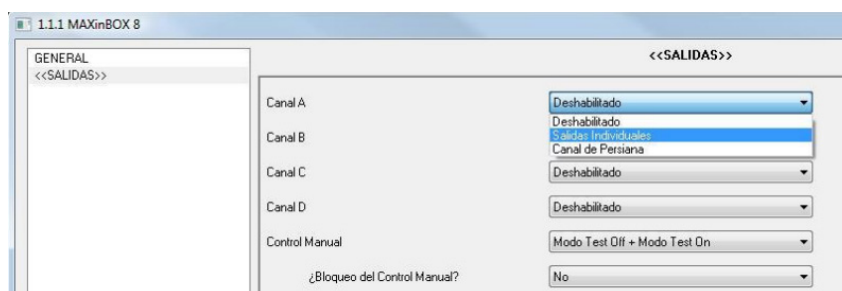 1.1.1 MAXinBOX 8
GENERAL
<<SALIDAS>>
<<SALIDAS>>
Canal A
Deshabilitado
Deshabilitado
Salidas Individuales
Canal de Persiana
Canal B
Canal C
Deshabilitado
Canal D
Deshabilitado
Control Manual
Modo Test Off + Modo Test On
¿Bloqueo del Control Manual?
No